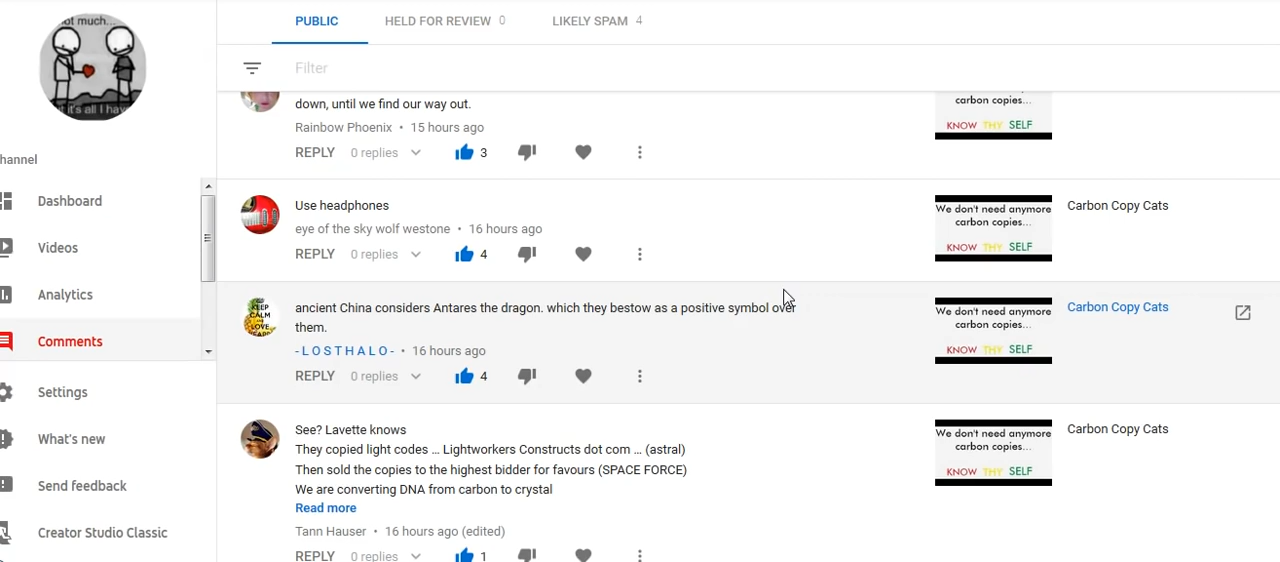 ot much...
it's all I hav
hannel
Dashboard
Videos
Analytics
Comments
Settings
What's new
Send feedback
Creator Studio Classic
PUBLIC HELD FOR REVIEW 0 LIKELY SPAM 4
Filter
down, until we find our way out.
Rainbow Phoenix • 15 hours ago
REPLY 0 replies 3
carbon copies...
KNOW THY SELF
Use headphones
eye of the sky wolf westone • 16 hours ago
REPLY 0 replies 4
We don't need anymore
carbon copies...
KNOW THY SELF
Carbon Copy Cats
KEEP
CALM
LOVE
ancient China considers Antares the dragon. which they bestow as a positive symbol over
them.
- L O S T H A L O - • 16 hours ago
REPLY 0 replies 4
We don't need anymore
carbon copies...
KNOW THY SELF
Carbon Copy Cats
See? Lavette knows
They copied light codes ... Lightworkers Constructs dot com ... (astral)
Then sold the copies to the highest bidder for favours (SPACE FORCE)
We are converting DNA from carbon to crystal
Read more
Tann Hauser • 16 hours ago (edited)
REPLY 0 replies 1
We don't need anymore
carbon copies...
KNOW THY SELF
Carbon Copy Cats